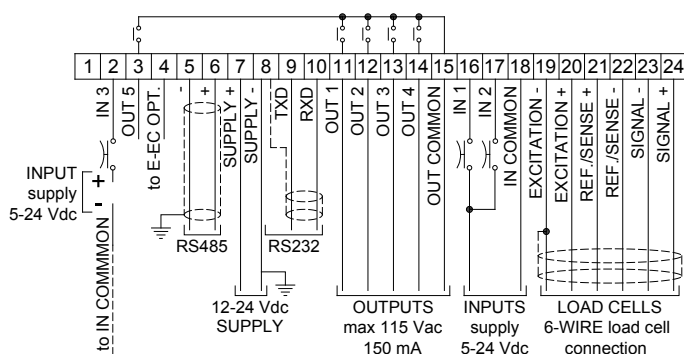 1 2 3 4 5 6 7 8 9 10 11 12 13 14 15 16 17 18 19 20 21 22 23 24
IN 3
OUT 5
to E-EC OPT.
-
+
SUPPLY +
SUPPLY -
TXD
RXD
OUT 1
OUT 2
OUT 3
OUT 4
OUT COMMON
IN 1
IN 2
IN COMMON
EXCITATION -
EXCITATION +
REF./SENSE +
REF./SENSE -
SIGNAL -
SIGNAL +
INPUT
supply
5-24 Vdc
+
-
to IN COMMMON
RS485
RS232
12-24 Vdc
SUPPLY
OUTPUTS
max 115 Vac
150 mA
INPUTS
supply
5-24 Vdc
LOAD CELLS
6-WIRE load cell
connection